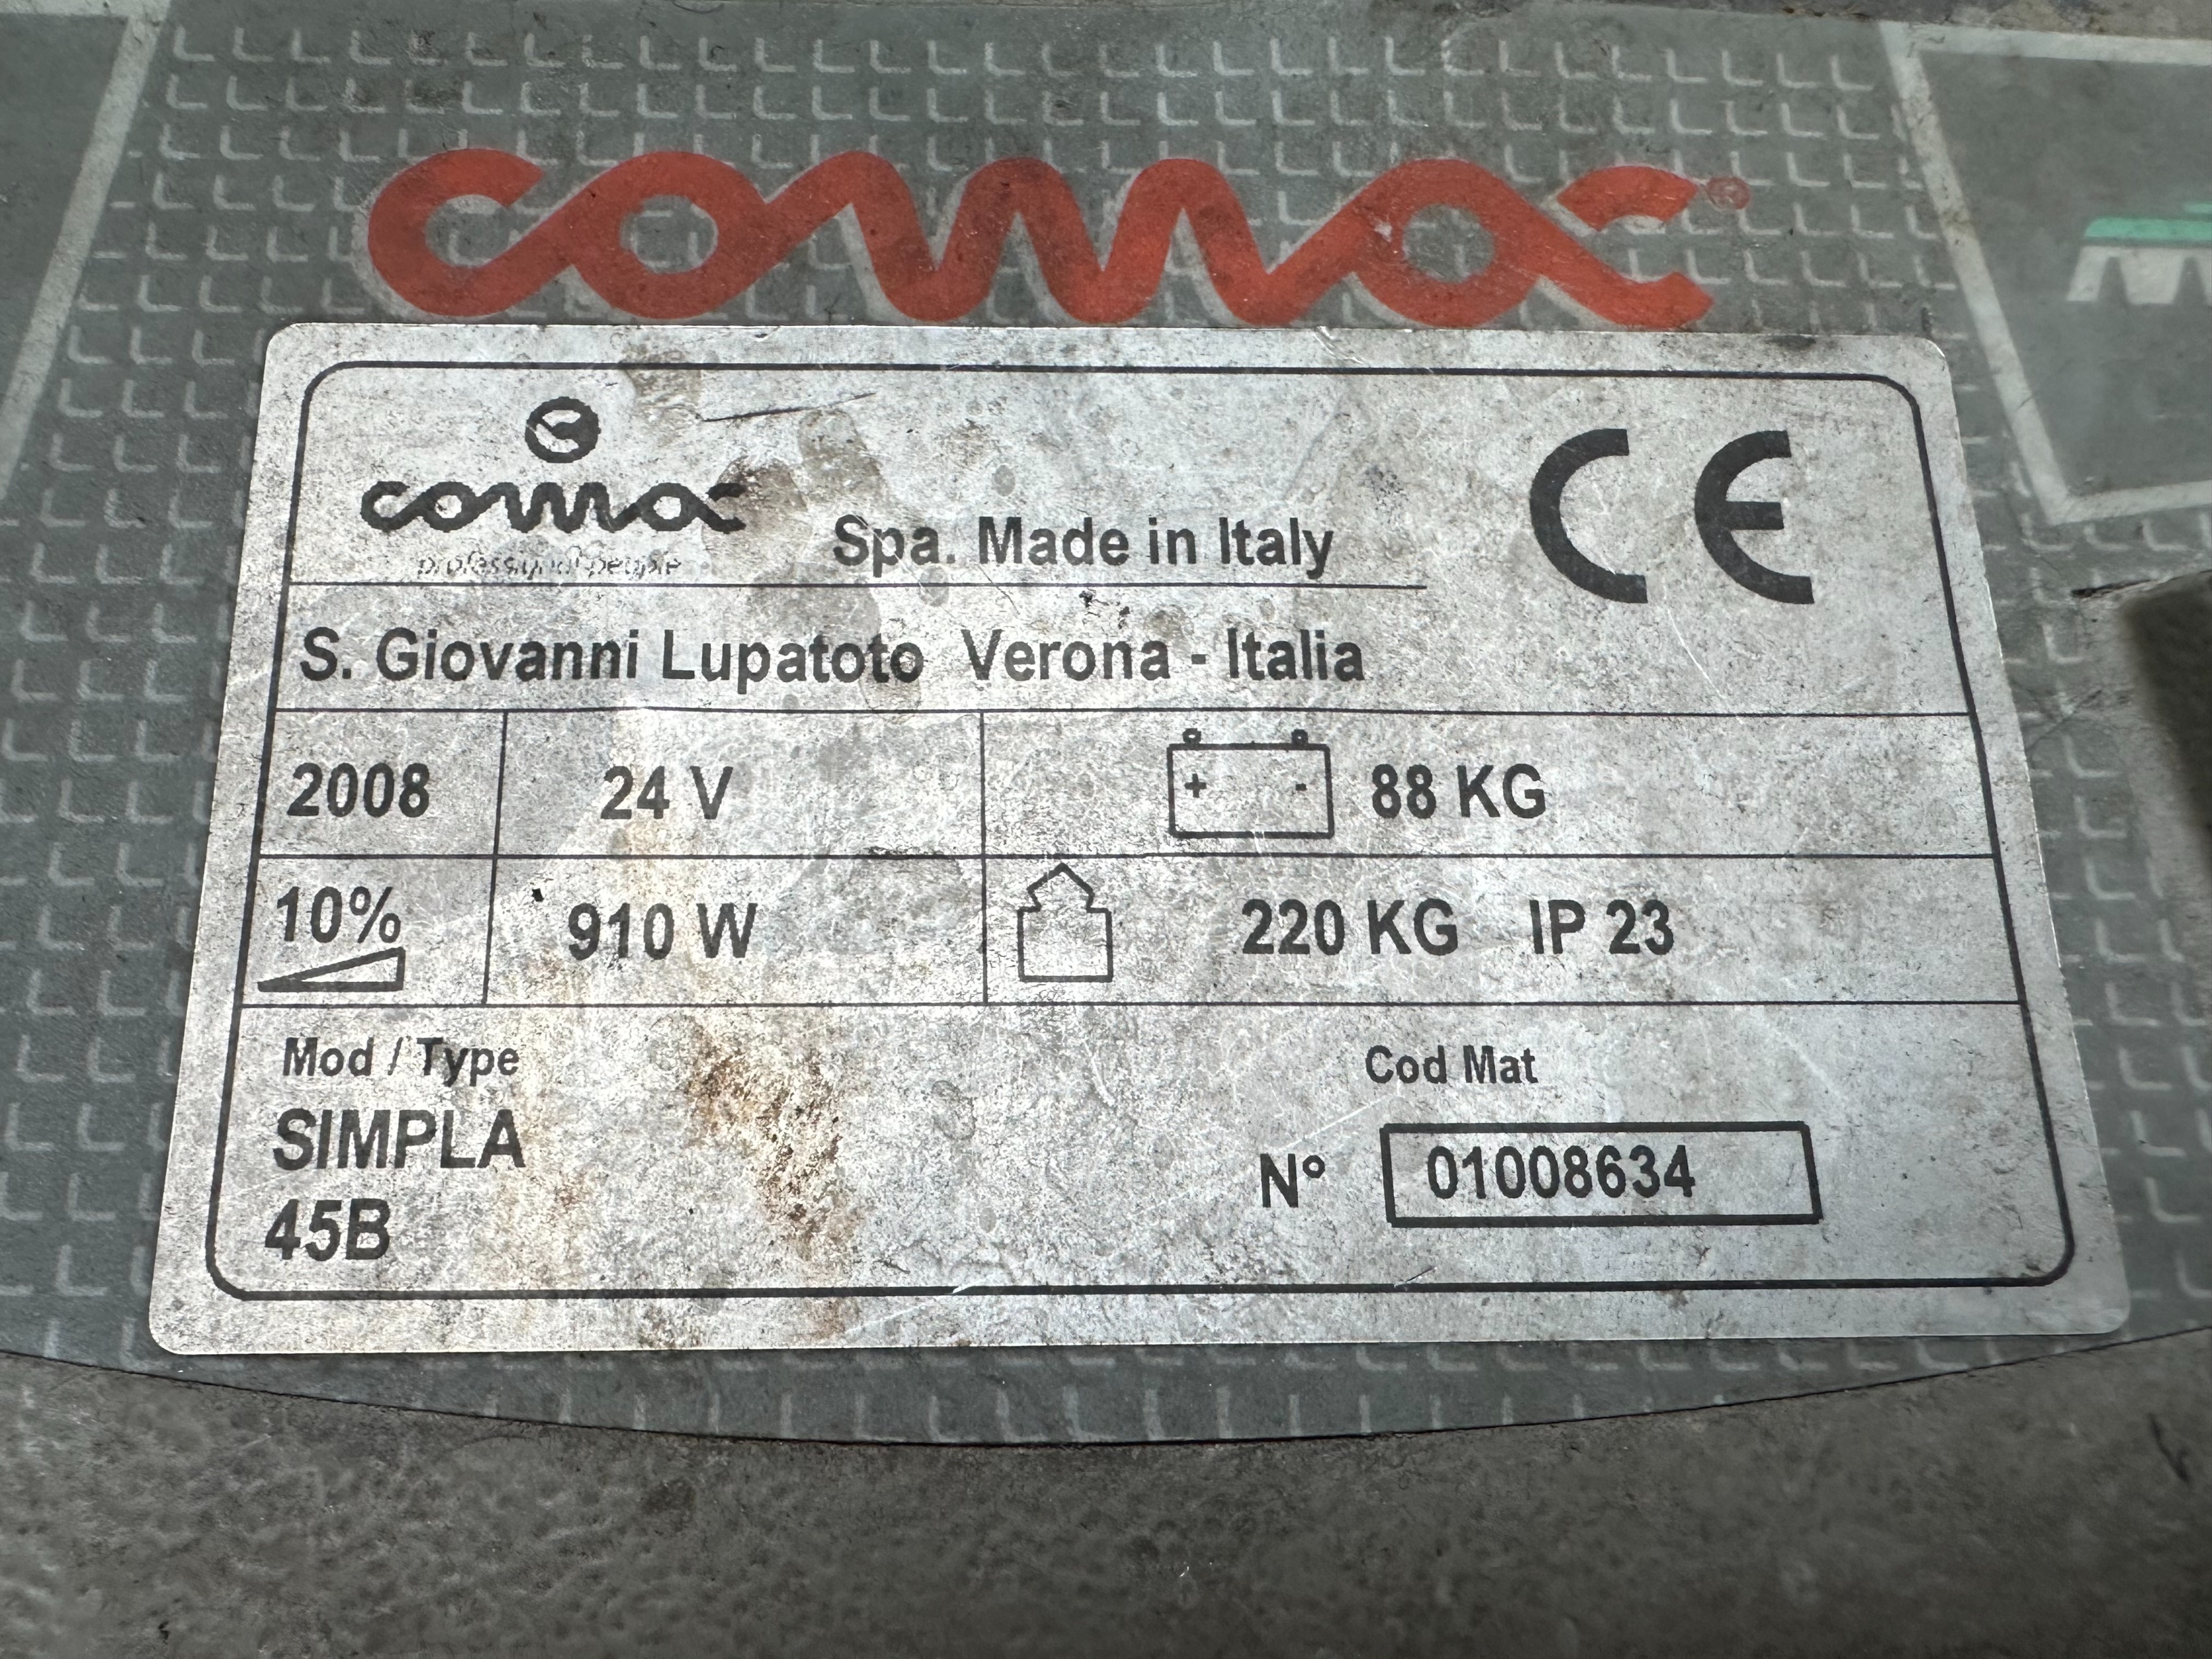 comac®
comac
professional people
Spa. Made in Italy
CE
S. Giovanni Lupatoto Verona - Italia
2008
24 V
+ -
88 KG
10%
910 W
220 KG IP 23
Mod / Type
SIMPLA
45B
Cod Mat
N° 01008634